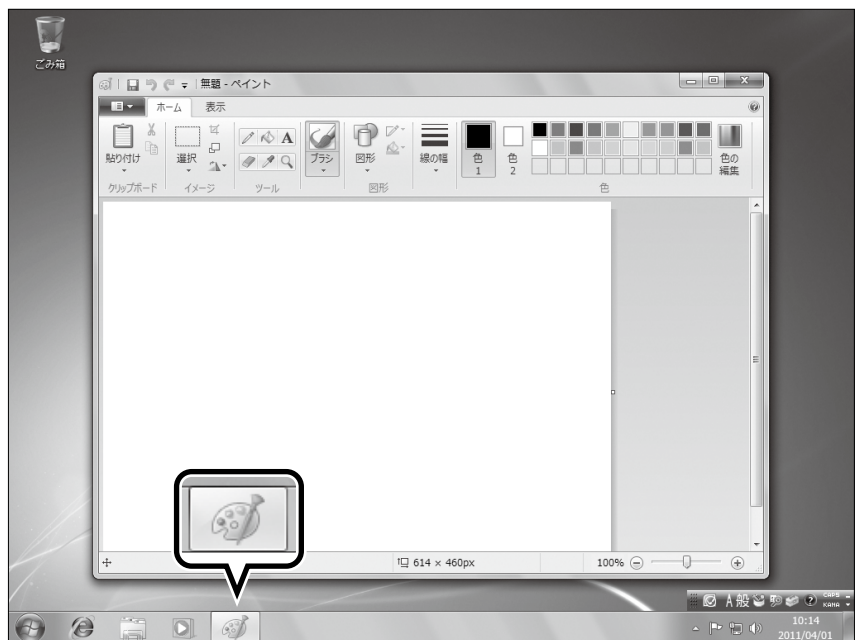 ごみ箱
無題 - ペイント
ホーム 表示
貼り付け
選択
A
ブラシ
図形
線の幅
色
1
色
2
色の
編集
クリップボード イメージ ツール 図形 色
614 × 460px
100%
A 般
CAPS
KANA
10:14
2011/04/01